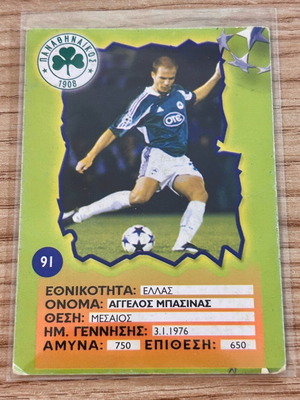 ΠΑΝΑΘΗΝΑΪΚΟΣ
1908
OTE
91
ΕΘΝΙΚΟΤΗΤΑ: ΕΛΛΑΣ
ΟΝΟΜΑ: ΑΓΓΕΛΟΣ ΜΠΑΣΙΝΑΣ
ΘΕΣΗ: ΜΕΣΑΙΟΣ
ΗΜ. ΓΕΝΝΗΣΗΣ: 3.1.1976
ΑΜΥΝΑ: 750 ΕΠΙΘΕΣΗ: 650